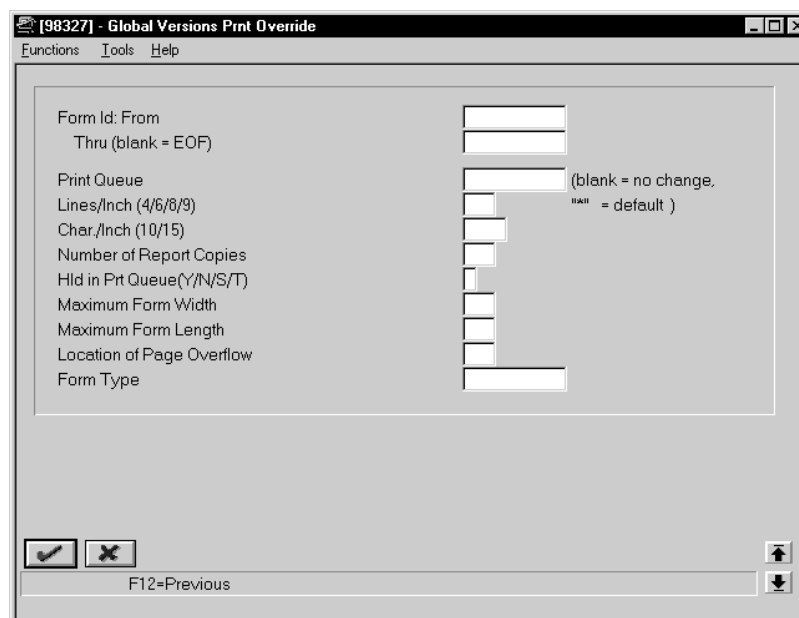 [98327] - Global Versions Prnt Override
Functions Tools Help
Form Id: From
Thru (blank = EOF)
Print Queue (blank = no change,
Lines/Inch (4/6/8/9) "*" = default )
Char./Inch (10/15)
Number of Report Copies
Hld in Prt Queue(Y/N/S/T)
Maximum Form Width
Maximum Form Length
Location of Page Overflow
Form Type
F12=Previous